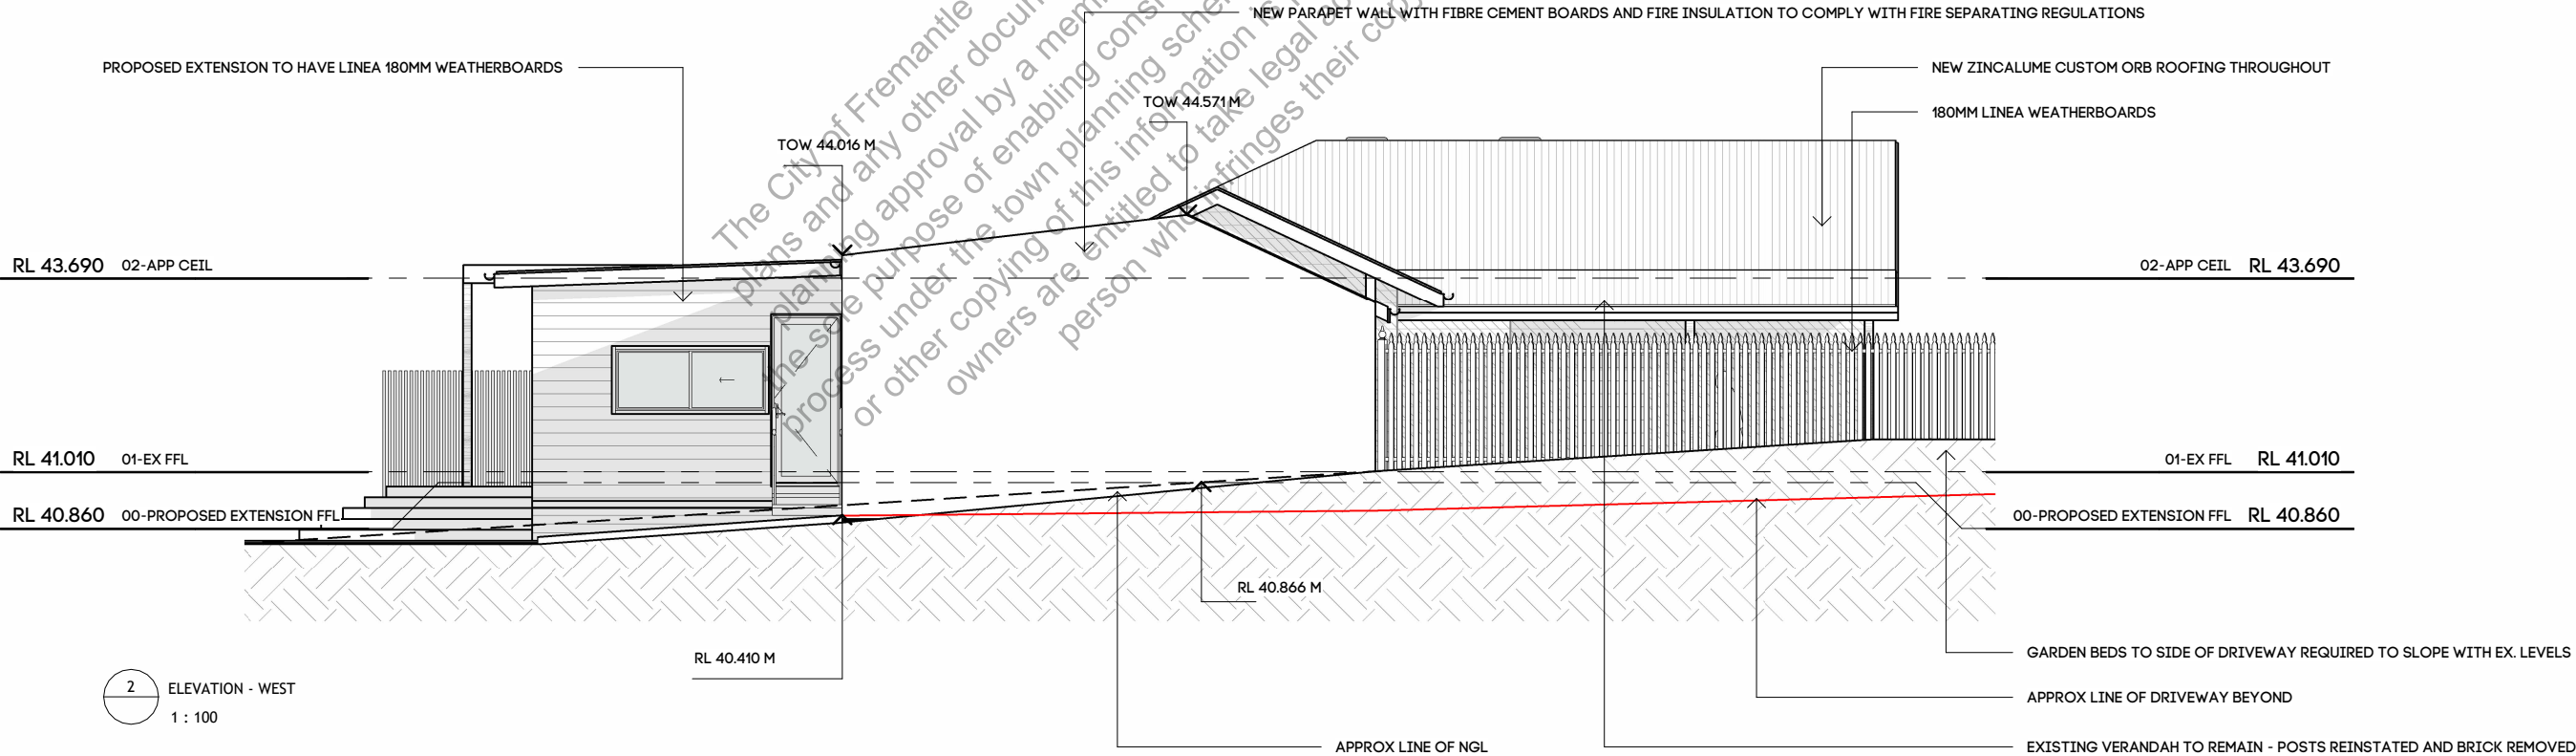 NEW PARAPET WALL WITH FIBRE CEMENT BOARDS AND FIRE INSULATION TO COMPLY WITH FIRE SEPARATING REGULATIONS
PROPOSED EXTENSION TO HAVE LINEA 180MM WEATHERBOARDS
NEW ZINCALUME CUSTOM ORB ROOFING THROUGHOUT
TOW 44.571 M
180MM LINEA WEATHERBOARDS
TOW 44.016 M
The City of Fremantle
plans and any other docu
planning approval by a mem
the sole purpose of enabling cons
process under the town planning sche
or other copying of this information is
owners are entitled to take legal ac
person who infringes their cop
RL 43.690 02-APP CEIL
02-APP CEIL RL 43.690
RL 41.010 01-EX FFL
01-EX FFL RL 41.010
RL 40.860 00-PROPOSED EXTENSION FFL
00-PROPOSED EXTENSION FFL RL 40.860
RL 40.866 M
RL 40.410 M
GARDEN BEDS TO SIDE OF DRIVEWAY REQUIRED TO SLOPE WITH EX. LEVELS
2 ELEVATION - WEST
1 : 100
APPROX LINE OF DRIVEWAY BEYOND
APPROX LINE OF NGL
EXISTING VERANDAH TO REMAIN - POSTS REINSTATED AND BRICK REMOVED